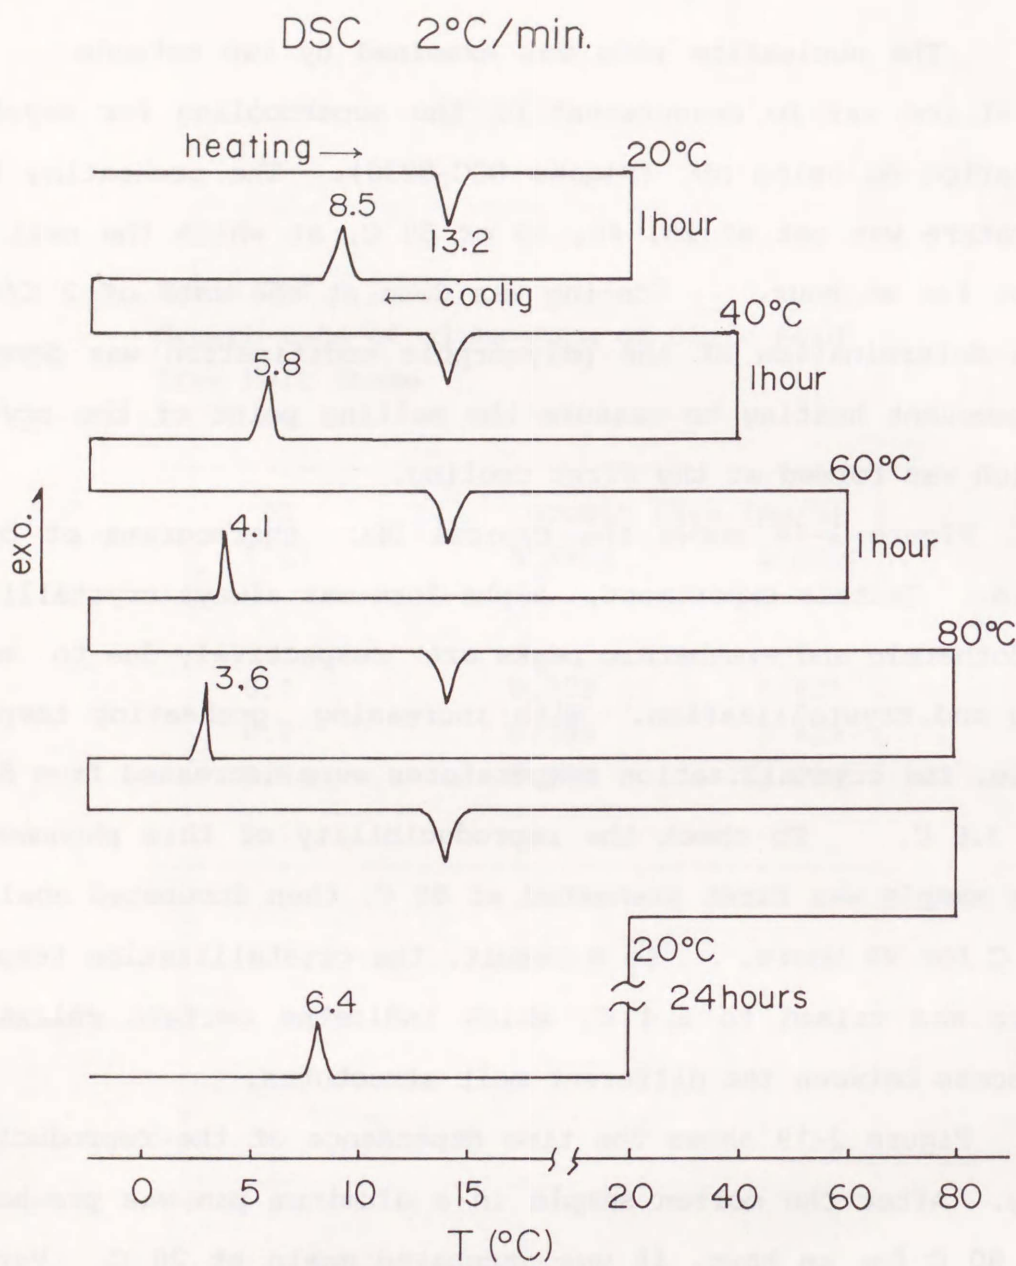 DSC 2°C/min.
heating →
20°C
8.5
13.2
1hour
← coolig
40°C
5.8
1hour
60°C
exo.
4.1
1hour
80°C
3.6
20°C
6.4
24hours
0 5 10 15 40 60 80
T (°C)